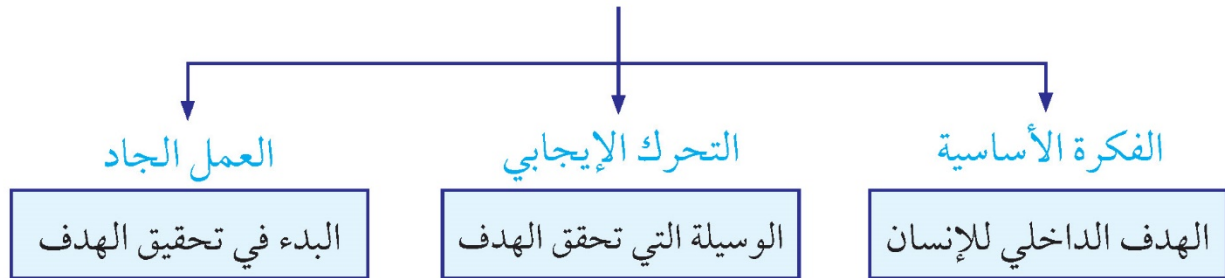 الفكرة الأساسية
التحرك الإيجابي
العمل الجاد
الهدف الداخلي للإنسان
الوسيلة التي تحقق الهدف
البدء في تحقيق الهدف